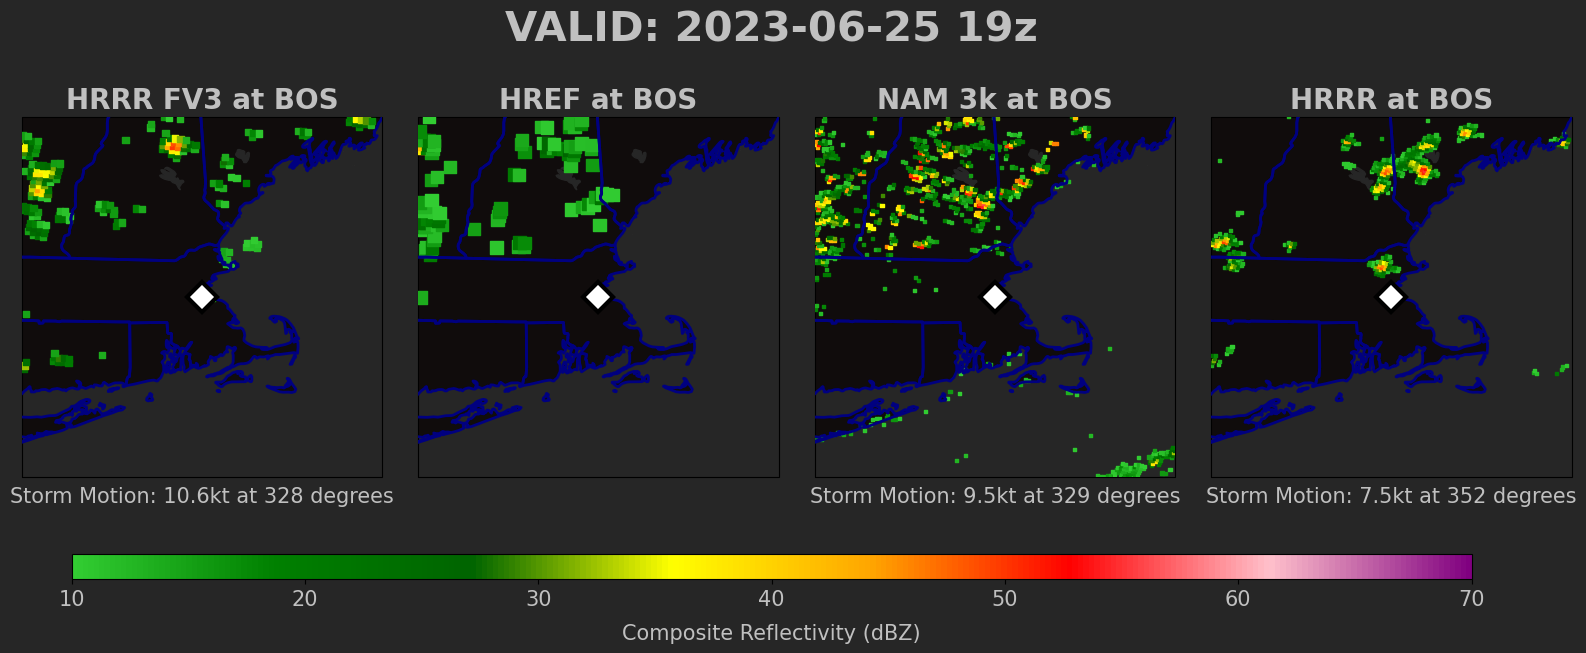 VALID: 2023-06-25 19z
HRRR FV3 at BOS
HREF at BOS
NAM 3k at BOS
HRRR at BOS
Storm Motion: 10.6kt at 328 degrees
Storm Motion: 9.5kt at 329 degrees
Storm Motion: 7.5kt at 352 degrees
10 20 30 40 50 60 70
Composite Reflectivity (dBZ)